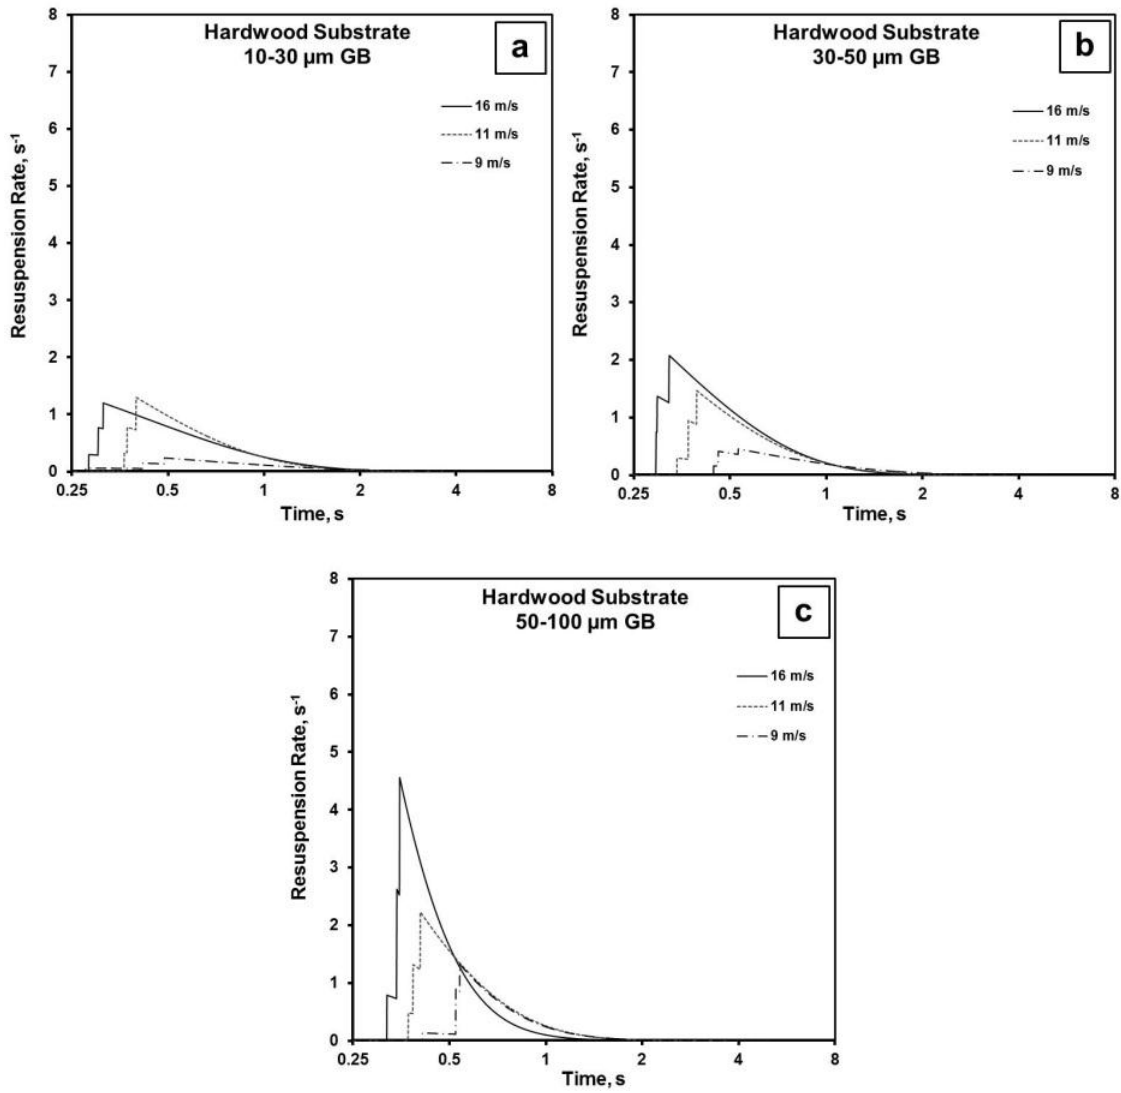 Hardwood Substrate
10-30 µm GB
a
16 m/s
11 m/s
9 m/s
Resuspension Rate, s-1
8
7
6
5
4
3
2
1
0
0.25 0.5 1 2 4 8
Time, s
Hardwood Substrate
30-50 µm GB
b
16 m/s
11 m/s
9 m/s
Resuspension Rate, s-1
8
7
6
5
4
3
2
1
0
0.25 0.5 1 2 4 8
Time, s
Hardwood Substrate
50-100 µm GB
c
16 m/s
11 m/s
9 m/s
Resuspension Rate, s-1
8
7
6
5
4
3
2
1
0
0.25 0.5 1 2 4 8
Time, s